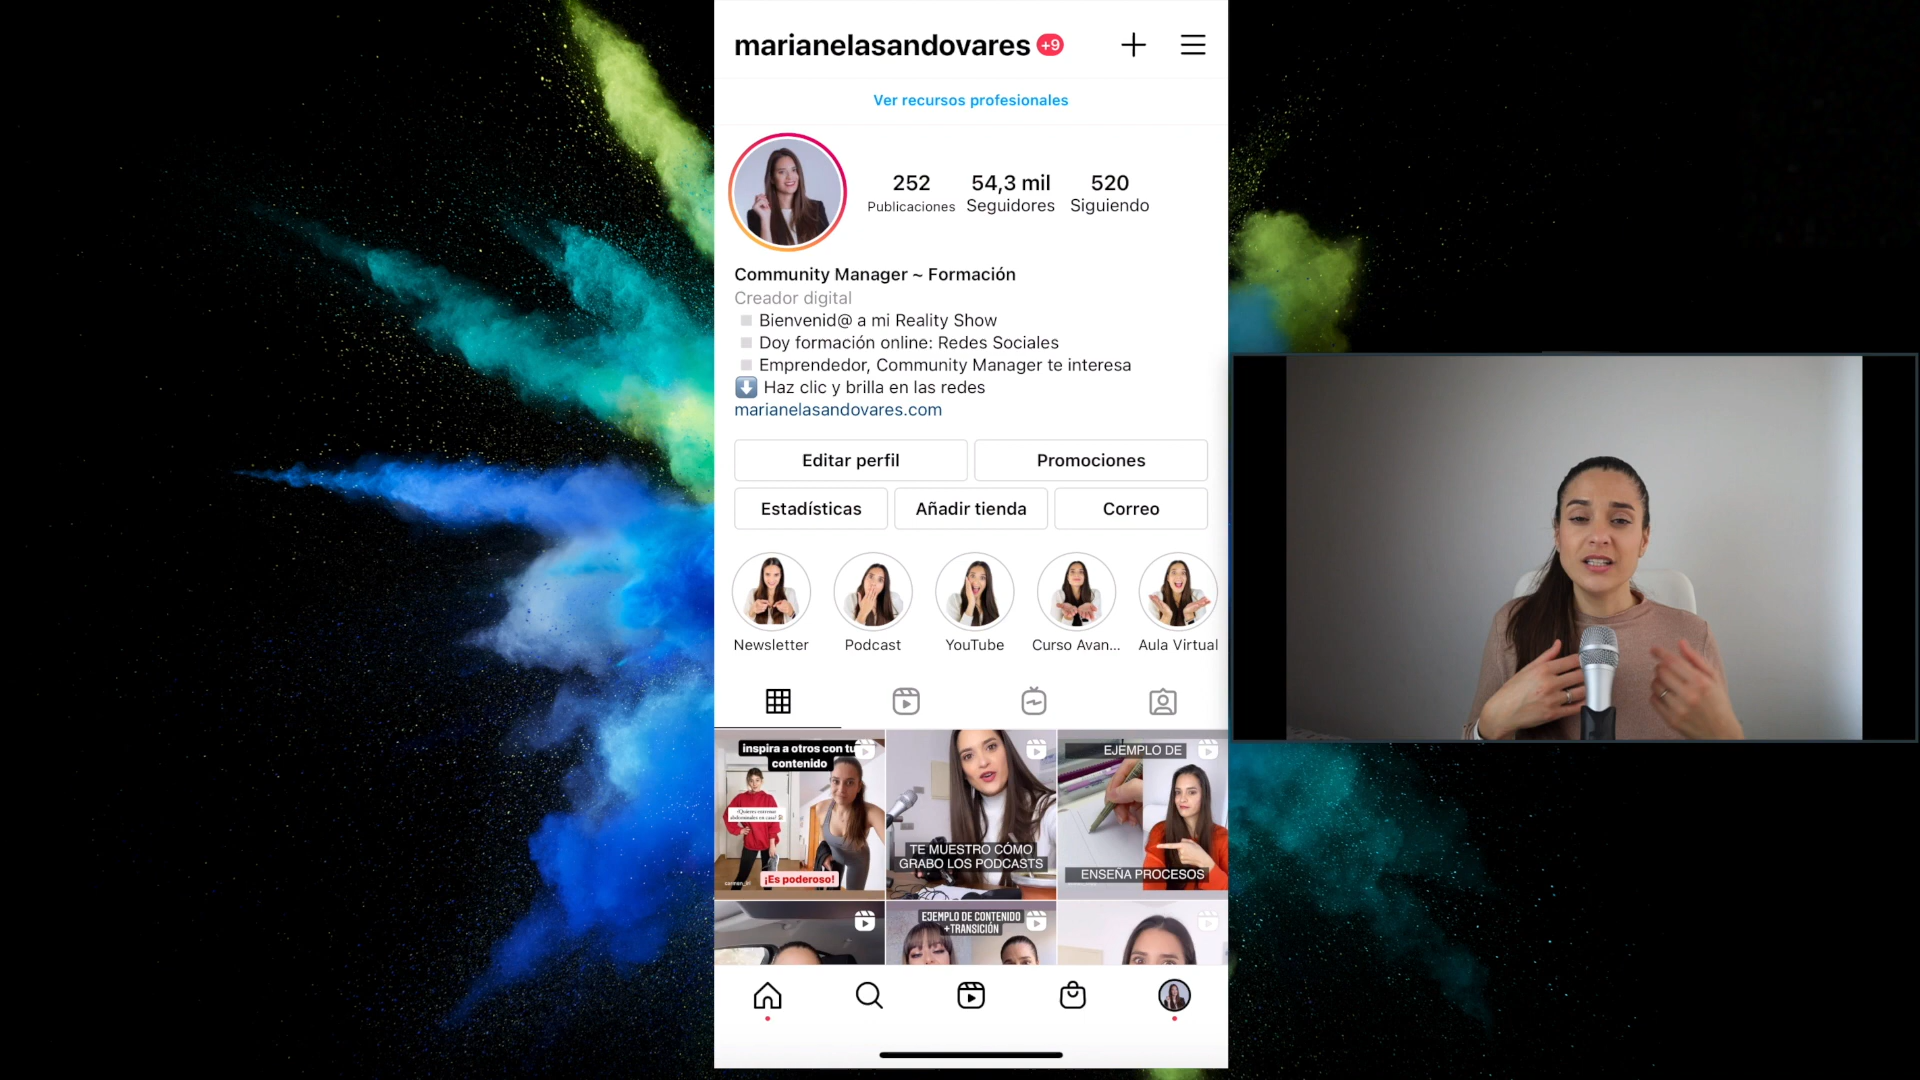 marianelasandovares +9
Ver recursos profesionales
252 54,3 mil 520
Publicaciones Seguidores Siguiendo
Community Manager ~ Formación
Creador digital
Bienvenid@ a mi Reality Show
Doy formación online: Redes Sociales
Emprendedor, Community Manager te interesa
Haz clic y brilla en las redes
marianelasandovares.com
Editar perfil Promociones
Estadísticas Añadir tienda Correo
Newsletter Podcast YouTube Curso Avan... Aula Virtual
inspira a otros con tu
contenido
¡Es poderoso!
TE MUESTRO CÓMO
GRABO LOS PODCASTS
EJEMPLO DE
ENSEÑA PROCESOS
EJEMPLO DE CONTENIDO
+TRANSICIÓN